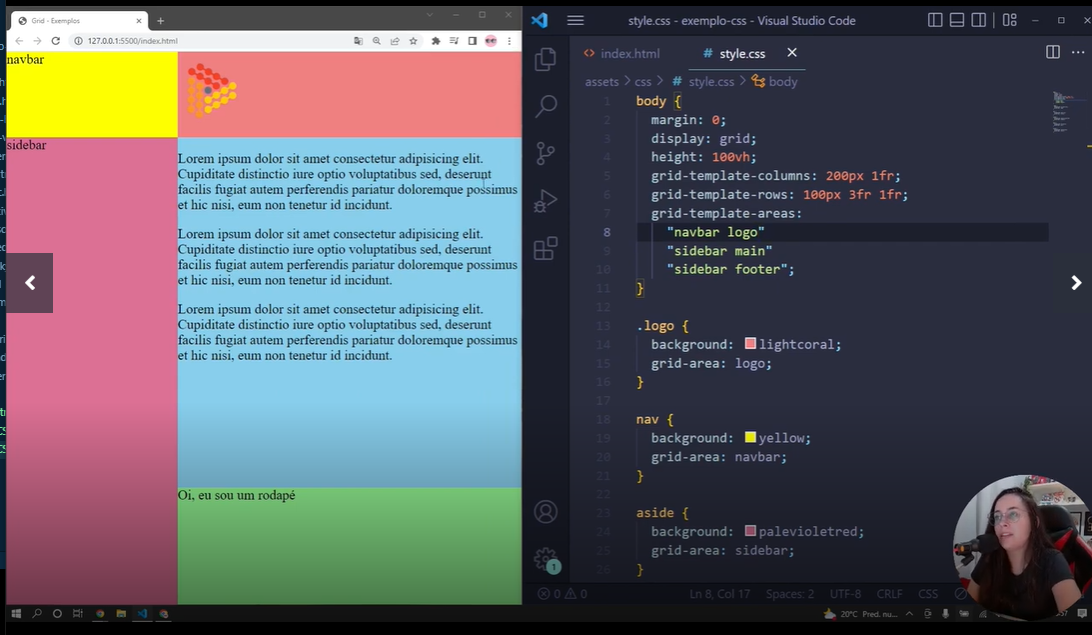 Grid - Exemplos
127.0.0.1:5500/index.html
navbar
sidebar
Lorem ipsum dolor sit amet consectetur adipisicing elit.
Cupiditate distinctio iure optio voluptatibus sed, deserunt
facilis fugiat autem perferendis pariatur doloremque possimus
et hic nisi, eum non tenetur id incidunt.
Lorem ipsum dolor sit amet consectetur adipisicing elit.
Cupiditate distinctio iure optio voluptatibus sed, deserunt
facilis fugiat autem perferendis pariatur doloremque possimus
et hic nisi, eum non tenetur id incidunt.
Lorem ipsum dolor sit amet consectetur adipisicing elit.
Cupiditate distinctio iure optio voluptatibus sed, deserunt
facilis fugiat autem perferendis pariatur doloremque possimus
et hic nisi, eum non tenetur id incidunt.
Oi, eu sou um rodapé
style.css - exemplo-css - Visual Studio Code
<> index.html # style.css
assets > css > # style.css > body
1 body {
2 margin: 0;
3 display: grid;
4 height: 100vh;
5 grid-template-columns: 200px 1fr;
6 grid-template-rows: 100px 3fr 1fr;
7 grid-template-areas:
8 "navbar logo"
9 "sidebar main"
10 "sidebar footer";
11 }
12
13 .logo {
14 background: lightcoral;
15 grid-area: logo;
16 }
17
18 nav {
19 background: yellow;
20 grid-area: navbar;
21 }
22
23 aside {
24 background: palevioletred;
25 grid-area: sidebar;
26 }
1
0 0 Ln 8, Col 17 Spaces: 2 UTF-8 CRLF CSS
20°C Pred. nu...